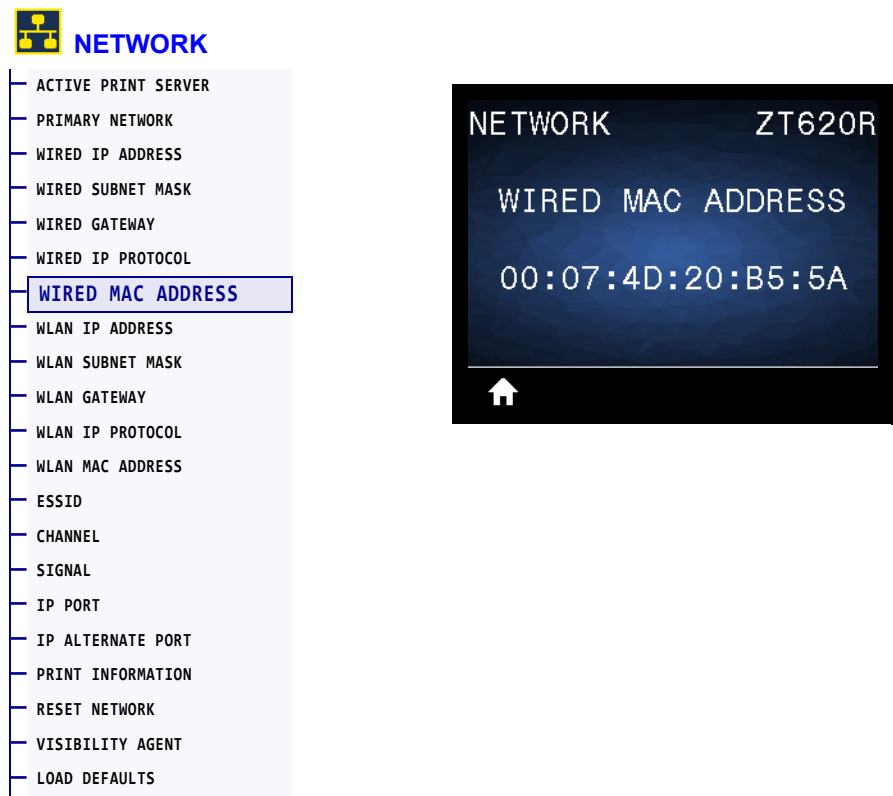 NETWORK
ACTIVE PRINT SERVER
PRIMARY NETWORK
WIRED IP ADDRESS
WIRED SUBNET MASK
WIRED GATEWAY
WIRED IP PROTOCOL
WIRED MAC ADDRESS
WLAN IP ADDRESS
WLAN SUBNET MASK
WLAN GATEWAY
WLAN IP PROTOCOL
WLAN MAC ADDRESS
ESSID
CHANNEL
SIGNAL
IP PORT
IP ALTERNATE PORT
PRINT INFORMATION
RESET NETWORK
VISIBILITY AGENT
LOAD DEFAULTS
NETWORK ZT620R
WIRED MAC ADDRESS
00:07:4D:20:B5:5A